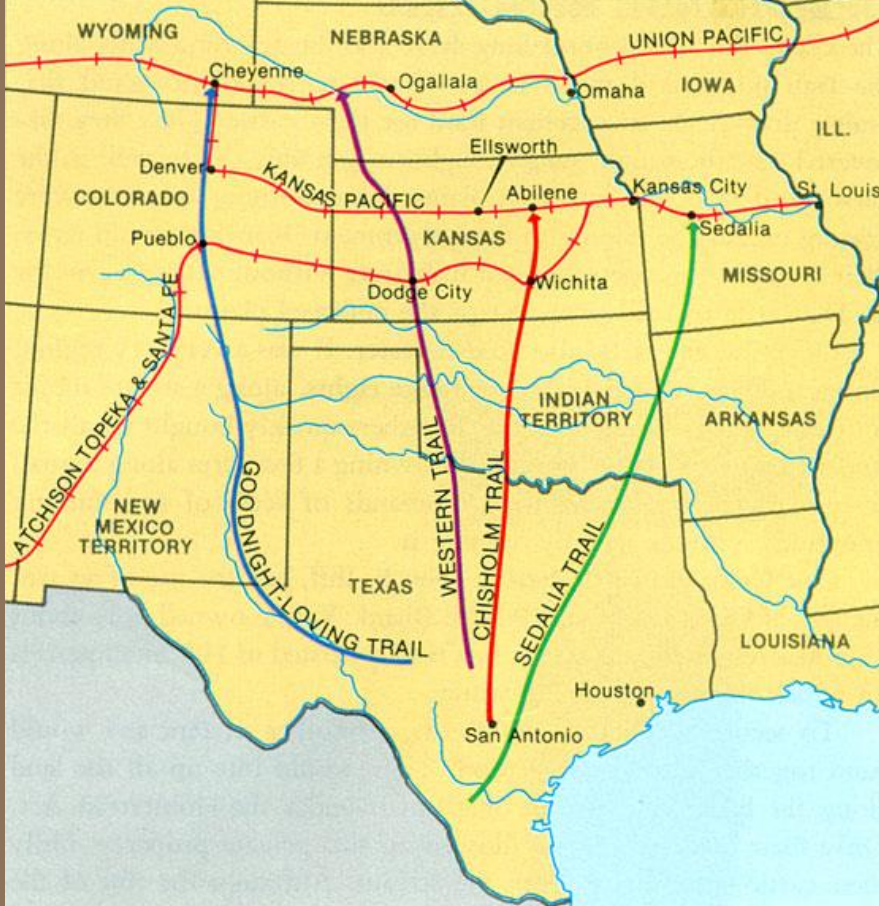 WYOMING
NEBRASKA
UNION PACIFIC
Cheyenne
Ogallala
Omaha
IOWA
ILL.
Ellsworth
Denver
KANSAS PACIFIC
Abilene
Kansas City
St. Louis
COLORADO
Sedalia
Pueblo
KANSAS
MISSOURI
Dodge City
Wichita
ATCHISON TOPEKA & SANTA FE
INDIAN
TERRITORY
ARKANSAS
GOODNIGHT-LOVING TRAIL
WESTERN TRAIL
CHISHOLM TRAIL
SEDALIA TRAIL
NEW
MEXICO
TERRITORY
TEXAS
LOUISIANA
Houston
San Antonio